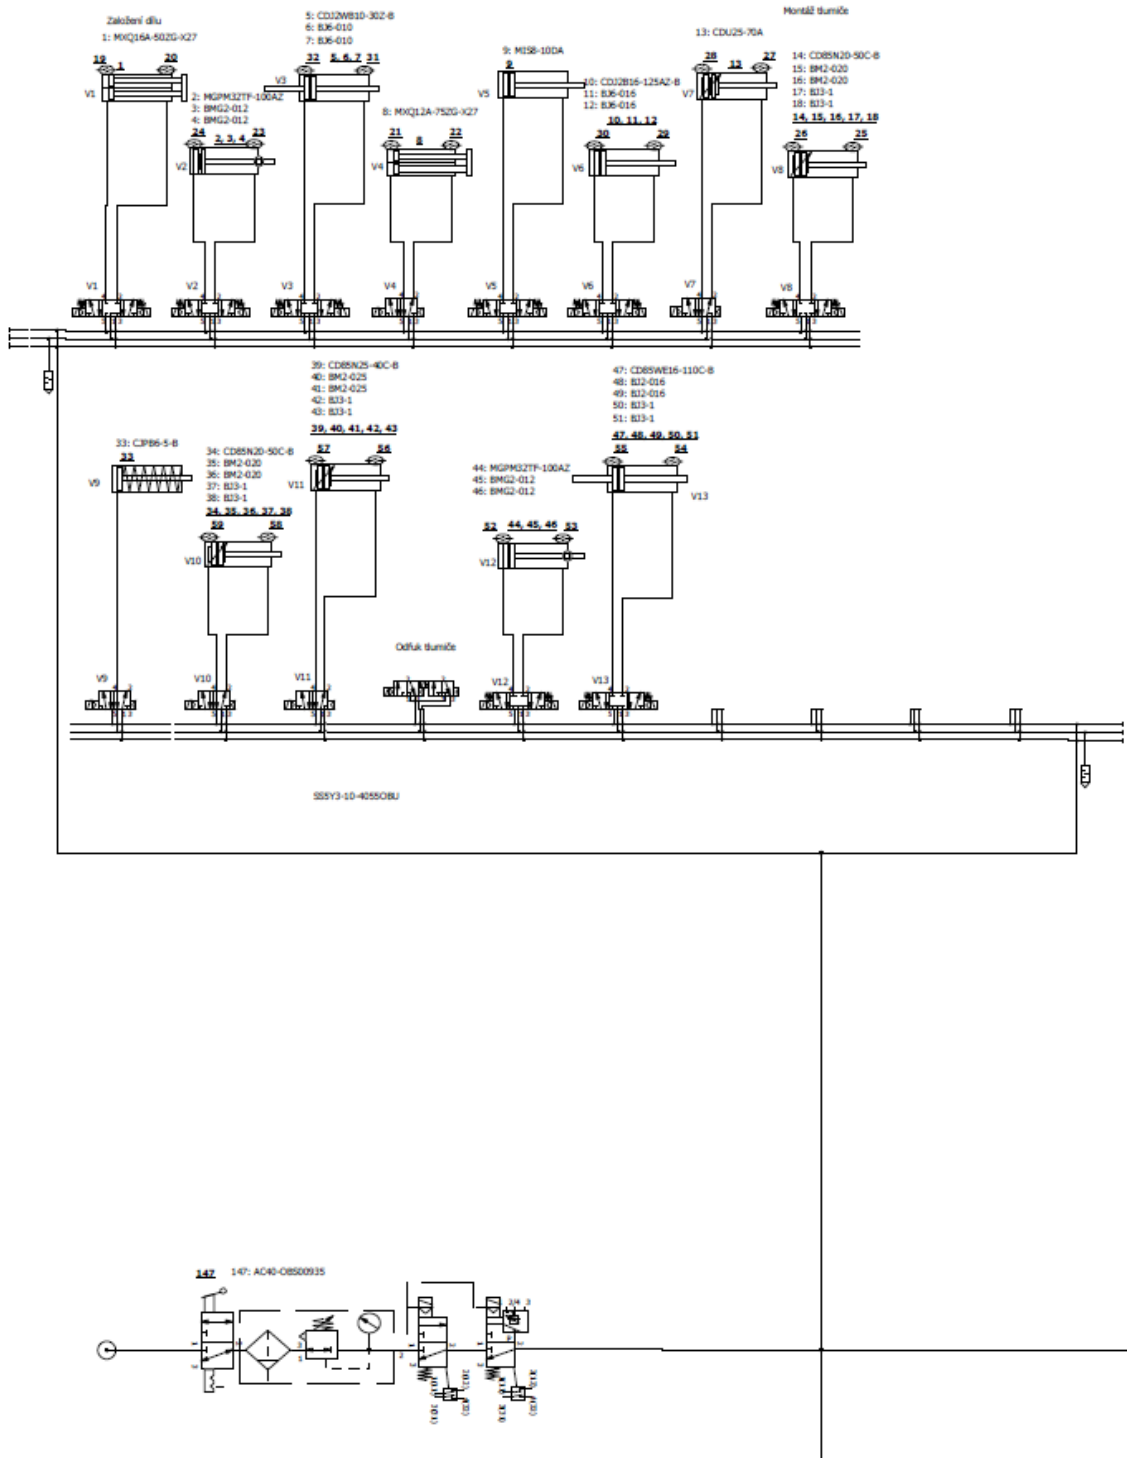 Založení dílu
1: MXQ16A-50ZG-X27
19 1 20
V1
2: MGPM32TF-100AZ
3: BMG2-012
4: BMG2-012
24 2, 3, 4 23
V2
5: CDJ2WB10-30Z-B
6: BJ6-010
7: BJ6-010
32 5, 6, 7 31
V3
8: MXQ12A-75ZG-X27
21 8 22
V4
9: MIS8-10DA
9
V5
10: CDJ2B16-125AZ-B
11: BJ6-016
12: BJ6-016
10, 11, 12
30 29
V6
13: CDU25-70A
28 13 27
V7
Montáž tlumiče
14: CD85N20-50C-B
15: BM2-020
16: BM2-020
17: BJ3-1
18: BJ3-1
14, 15, 16, 17, 18
26 25
V8
V1 V2 V3 V4 V5 V6 V7 V8
33: CJPB6-5-B
33
V9
34: CD85N20-50C-B
35: BM2-020
36: BM2-020
37: BJ3-1
38: BJ3-1
34, 35, 36, 37, 38
59 58
V10
39: CD85N25-40C-B
40: BM2-025
41: BM2-025
42: BJ3-1
43: BJ3-1
39, 40, 41, 42, 43
57 56
V11
44: MGPM32TF-100AZ
45: BMG2-012
46: BMG2-012
52 44, 45, 46 53
V12
47: CD85WE16-110C-B
48: BJ2-016
49: BJ2-016
50: BJ3-1
51: BJ3-1
47, 48, 49, 50, 51
55 54
V13
Odfuk tlumiče
V9 V10 V11 V12 V13
SS5Y3-10-4055OBU
147 147: AC40-OBS00935